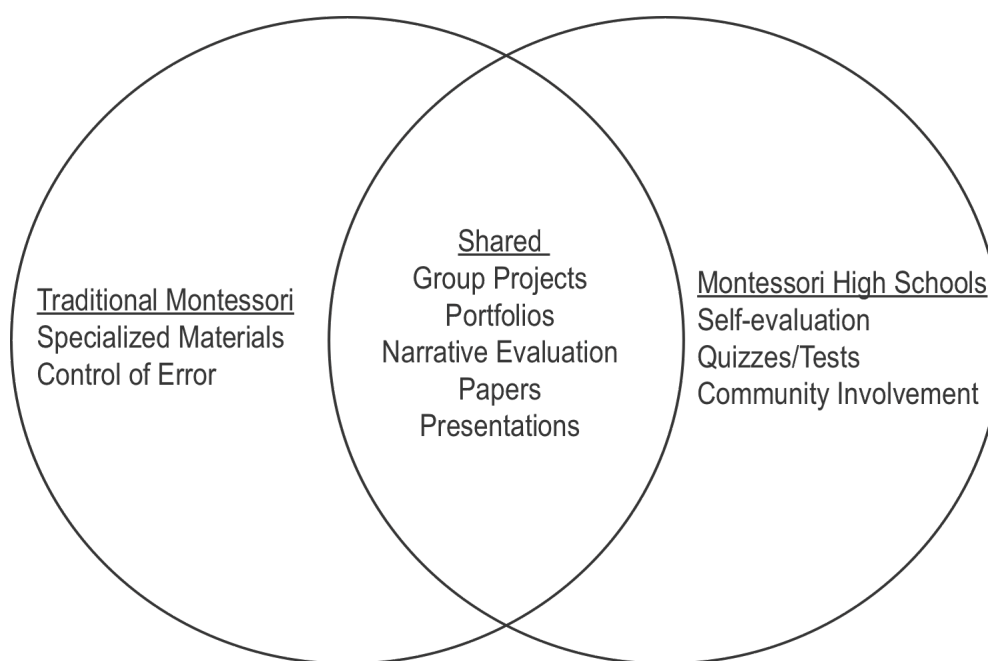 Traditional Montessori
Specialized Materials
Control of Error
Shared
Group Projects
Portfolios
Narrative Evaluation
Papers
Presentations
Montessori High Schools
Self-evaluation
Quizzes/Tests
Community Involvement